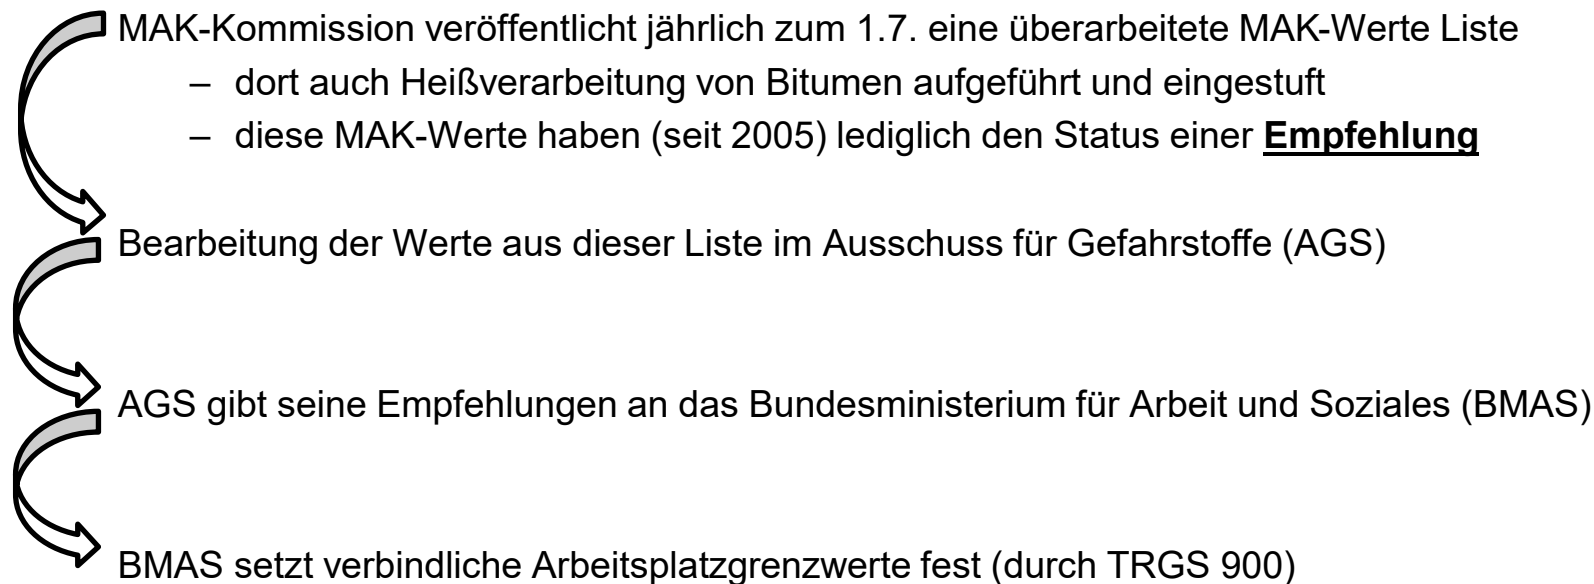 MAK-Kommission veröffentlicht jährlich zum 1.7. eine überarbeitete MAK-Werte Liste
– dort auch Heißverarbeitung von Bitumen aufgeführt und eingestuft
– diese MAK-Werte haben (seit 2005) lediglich den Status einer Empfehlung
Bearbeitung der Werte aus dieser Liste im Ausschuss für Gefahrstoffe (AGS)
AGS gibt seine Empfehlungen an das Bundesministerium für Arbeit und Soziales (BMAS)
BMAS setzt verbindliche Arbeitsplatzgrenzwerte fest (durch TRGS 900)